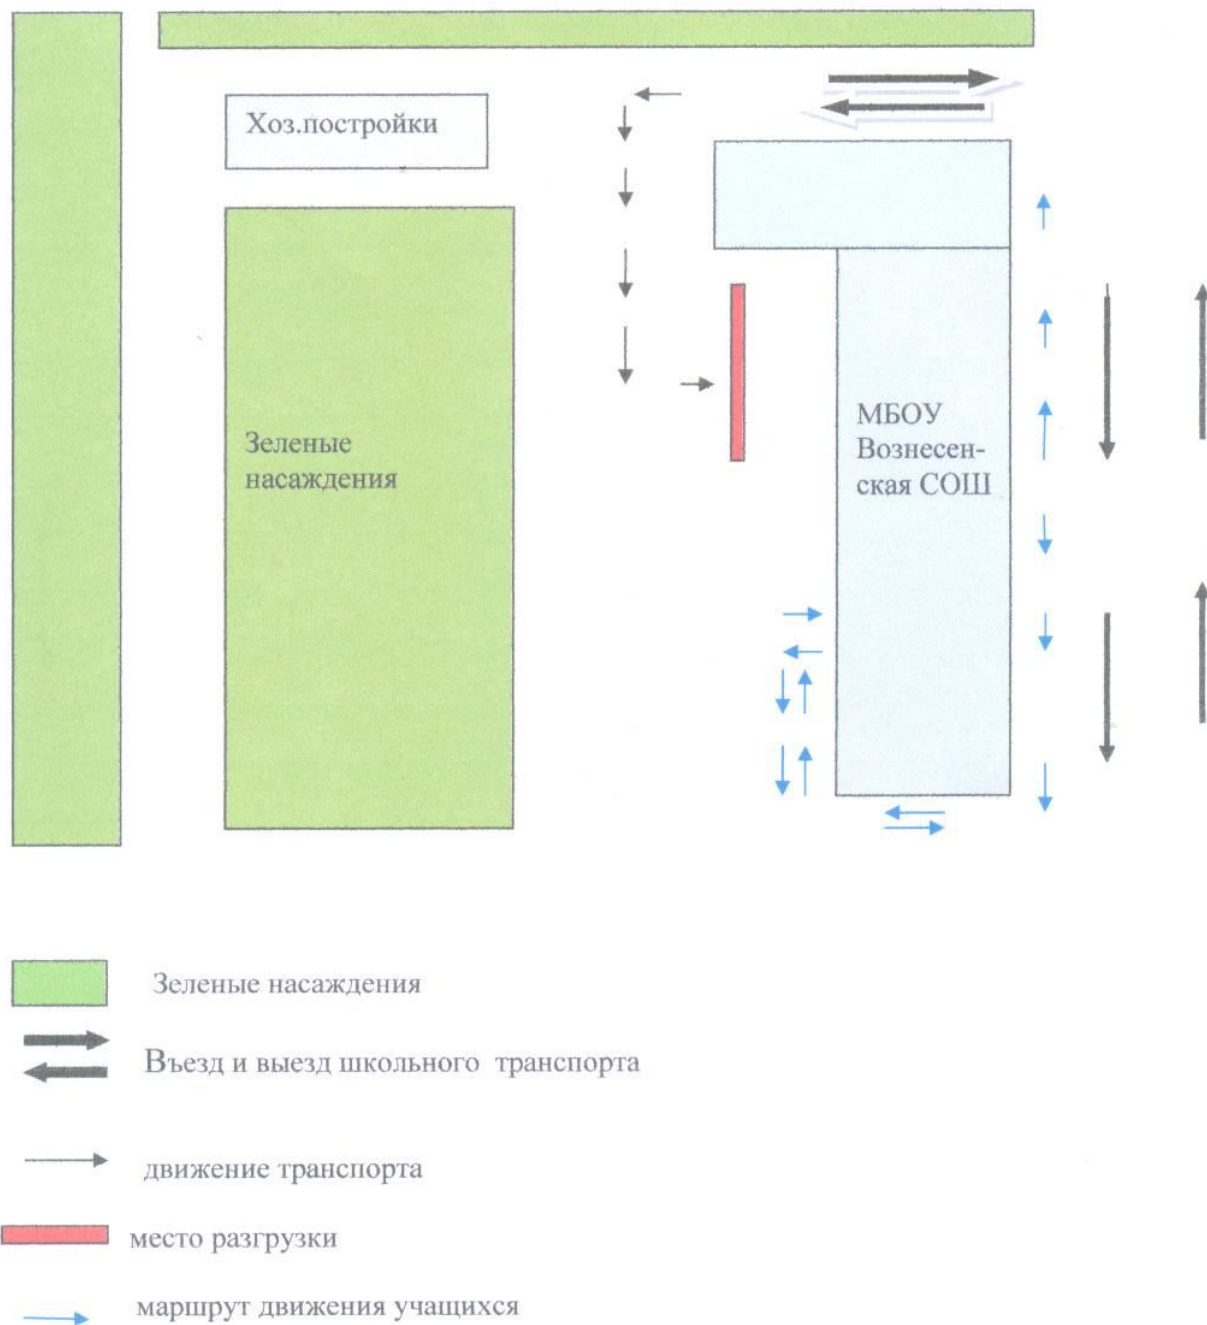 Хоз.постройки
Зеленые
насаждения
МБОУ
Вознесен-
ская СОШ
Зеленые насаждения
Въезд и выезд школьного транспорта
движение транспорта
место разгрузки
маршрут движения учащихся